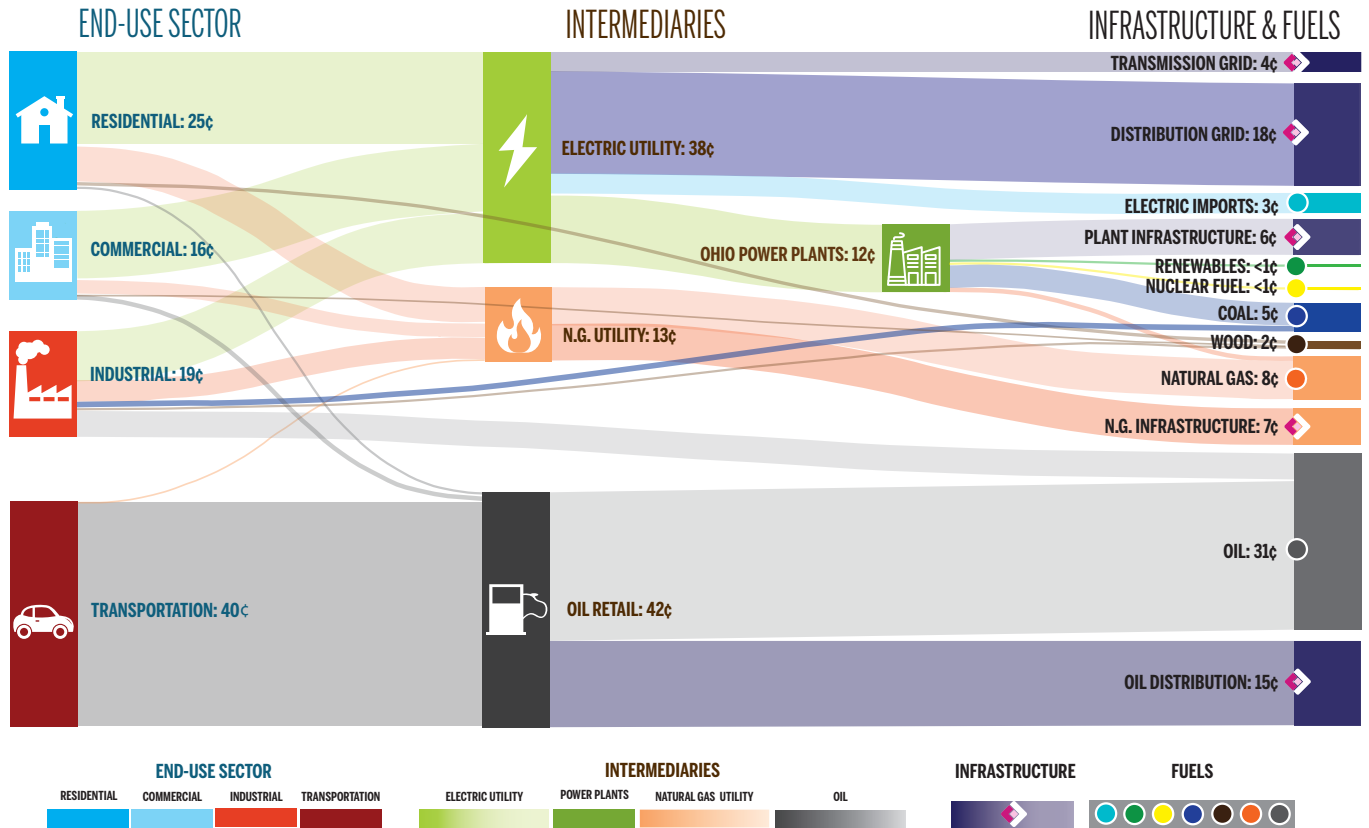 END-USE SECTOR
INTERMEDIARIES
INFRASTRUCTURE & FUELS
RESIDENTIAL: 25¢
COMMERCIAL: 16¢
INDUSTRIAL: 19¢
TRANSPORTATION: 40¢
ELECTRIC UTILITY: 38¢
OHIO POWER PLANTS: 12¢
N.G. UTILITY: 13¢
OIL RETAIL: 42¢
TRANSMISSION GRID: 4¢
DISTRIBUTION GRID: 18¢
ELECTRIC IMPORTS: 3¢
PLANT INFRASTRUCTURE: 6¢
RENEWABLES: <1¢
NUCLEAR FUEL: <1¢
COAL: 5¢
WOOD: 2¢
NATURAL GAS: 8¢
N.G. INFRASTRUCTURE: 7¢
OIL: 31¢
OIL DISTRIBUTION: 15¢
END-USE SECTOR
RESIDENTIAL
COMMERCIAL
INDUSTRIAL
TRANSPORTATION
INTERMEDIARIES
ELECTRIC UTILITY
POWER PLANTS
NATURAL GAS UTILITY
OIL
INFRASTRUCTURE
FUELS